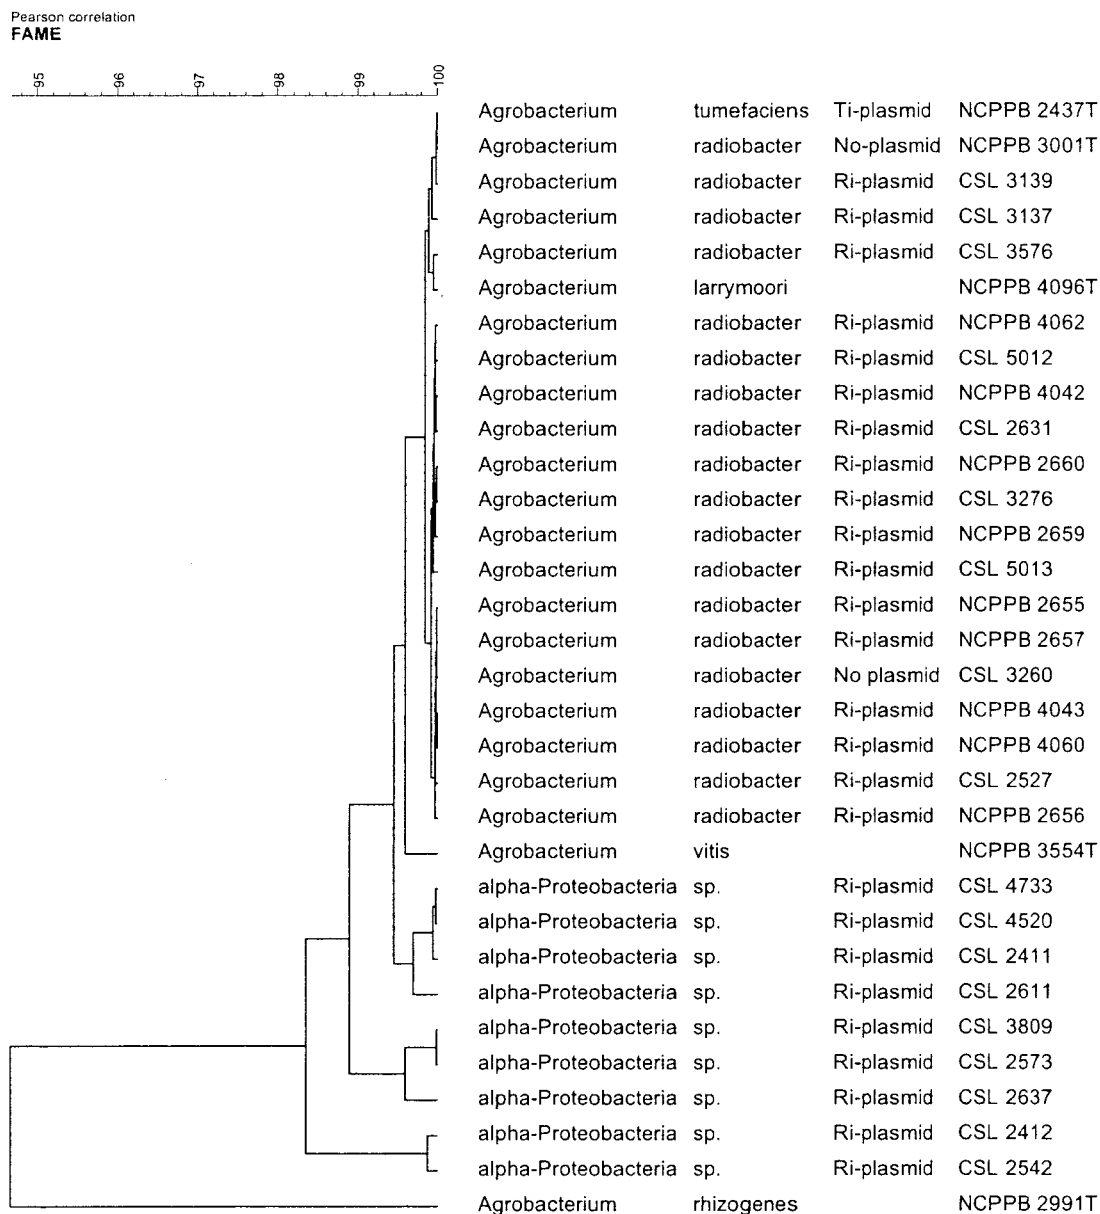 Pearson correlation
FAME
95 96 97 98 99 100
Agrobacterium tumefaciens Ti-plasmid NCPPB 2437T
Agrobacterium radiobacter No-plasmid NCPPB 3001T
Agrobacterium radiobacter Ri-plasmid CSL 3139
Agrobacterium radiobacter Ri-plasmid CSL 3137
Agrobacterium radiobacter Ri-plasmid CSL 3576
Agrobacterium larrymoori NCPPB 4096T
Agrobacterium radiobacter Ri-plasmid NCPPB 4062
Agrobacterium radiobacter Ri-plasmid CSL 5012
Agrobacterium radiobacter Ri-plasmid NCPPB 4042
Agrobacterium radiobacter Ri-plasmid CSL 2631
Agrobacterium radiobacter Ri-plasmid NCPPB 2660
Agrobacterium radiobacter Ri-plasmid CSL 3276
Agrobacterium radiobacter Ri-plasmid NCPPB 2659
Agrobacterium radiobacter Ri-plasmid CSL 5013
Agrobacterium radiobacter Ri-plasmid NCPPB 2655
Agrobacterium radiobacter Ri-plasmid NCPPB 2657
Agrobacterium radiobacter No plasmid CSL 3260
Agrobacterium radiobacter Ri-plasmid NCPPB 4043
Agrobacterium radiobacter Ri-plasmid NCPPB 4060
Agrobacterium radiobacter Ri-plasmid CSL 2527
Agrobacterium radiobacter Ri-plasmid NCPPB 2656
Agrobacterium vitis NCPPB 3554T
alpha-Proteobacteria sp. Ri-plasmid CSL 4733
alpha-Proteobacteria sp. Ri-plasmid CSL 4520
alpha-Proteobacteria sp. Ri-plasmid CSL 2411
alpha-Proteobacteria sp. Ri-plasmid CSL 2611
alpha-Proteobacteria sp. Ri-plasmid CSL 3809
alpha-Proteobacteria sp. Ri-plasmid CSL 2573
alpha-Proteobacteria sp. Ri-plasmid CSL 2637
alpha-Proteobacteria sp. Ri-plasmid CSL 2412
alpha-Proteobacteria sp. Ri-plasmid CSL 2542
Agrobacterium rhizogenes NCPPB 2991T